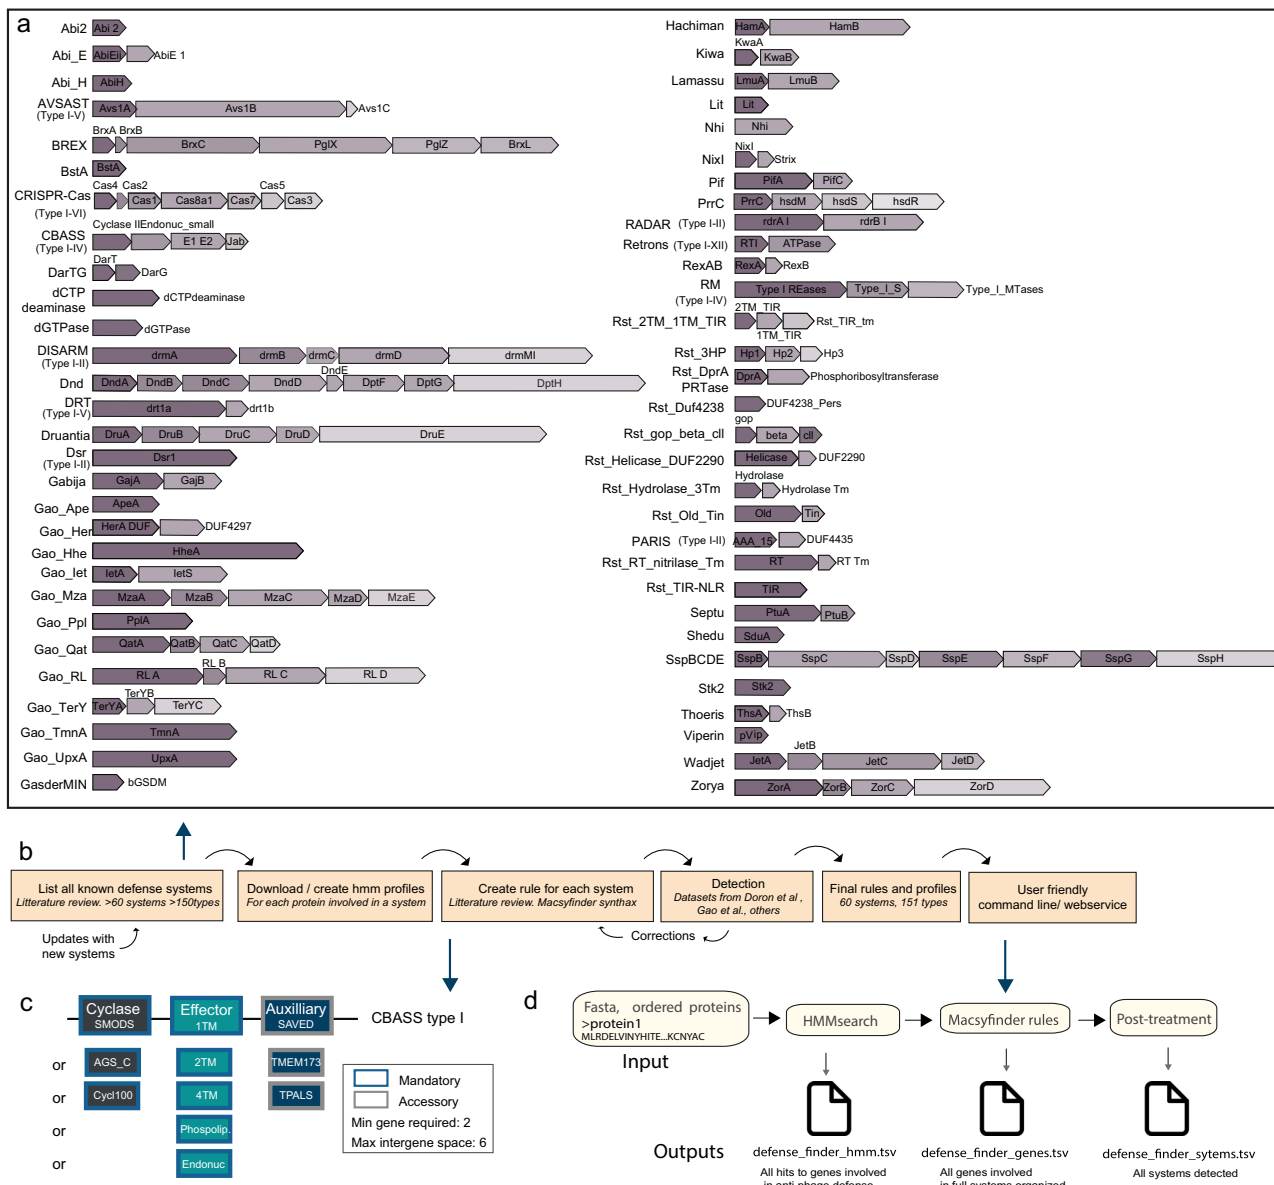 a
Abi2
Abi 2
Abi_E
AbiEii
AbiE 1
Abi_H
AbiH
AVSAST
(Type I-V)
Avs1A
Avs1B
Avs1C
BREX
BrxA
BrxB
BrxC
PglX
PglZ
BrxL
BstA
BstA
CRISPR-Cas
(Type I-VI)
Cas4
Cas2
Cas1
Cas8a1
Cas7
Cas5
Cas3
CBASS
(Type I-IV)
Cyclase II
Endonuc_small
E1 E2
Jab
DarTG
DarT
DarG
dCTP
deaminase
dCTPdeaminase
dGTPase
dGTPase
DISARM
(Type I-II)
drmA
drmB
drmC
drmD
drmMI
Dnd
DndA
DndB
DndC
DndD
DndE
DptF
DptG
DptH
DRT
(Type I-V)
drt1a
drt1b
Druantia
DruA
DruB
DruC
DruD
DruE
Dsr
(Type I-II)
Dsr1
Gabija
GajA
GajB
Gao_Ape
ApeA
Gao_Her
HerA DUF
DUF4297
Gao_Hhe
HheA
Gao_Iet
IetA
IetS
Gao_Mza
MzaA
MzaB
MzaC
MzaD
MzaE
Gao_Ppl
PplA
Gao_Qat
QatA
QatB
QatC
QatD
Gao_RL
RL A
RL B
RL C
RL D
Gao_TerY
TerYA
TerYB
TerYC
Gao_TmnA
TmnA
Gao_UpxA
UpxA
GasderMIN
bGSDM
Hachiman
HamA
HamB
Kiwa
KwaA
KwaB
Lamassu
LmuA
LmuB
Lit
Lit
Nhi
Nhi
NixI
NixI
Strix
Pif
PifA
PifC
PrrC
PrrC
hsdM
hsdS
hsdR
RADAR (Type I-II)
rdrA I
rdrB I
Retrons (Type I-XII)
RTI
ATPase
RexAB
RexA
RexB
RM
(Type I-IV)
Type I REases
Type_I_S
Type_I_MTases
Rst_2TM_1TM_TIR
2TM_TIR
1TM_TIR
Rst_TIR_tm
Rst_3HP
Hp1
Hp2
Hp3
Rst_DprA
PRTase
DprA
Phosphoribosyltransferase
Rst_Duf4238
DUF4238_Pers
Rst_gop_beta_cll
gop
beta
cll
Rst_Helicase_DUF2290
Helicase
DUF2290
Rst_Hydrolase_3Tm
Hydrolase
Hydrolase Tm
Rst_Old_Tin
Old
Tin
PARIS (Type I-II)
AAA_15
DUF4435
Rst_RT_nitrilase_Tm
RT
RT Tm
Rst_TIR-NLR
TIR
Septu
PtuA
PtuB
Shedu
SduA
SspBCDE
SspB
SspC
SspD
SspE
SspF
SspG
SspH
Stk2
Stk2
Thoeris
ThsA
ThsB
Viperin
pVip
Wadjet
JetA
JetB
JetC
JetD
Zorya
ZorA
ZorB
ZorC
ZorD
b
List all known defense systems
Litterature review. >60 systems >150types
Download / create hmm profiles
For each protein involved in a system
Create rule for each system
Litterature review. Macsyfinder synthax
Detection
Datasets from Doron et al ,
Gao et al., others
Final rules and profiles
60 systems, 151 types
User friendly
command line/ webservice
Updates with
new systems
Corrections
c
Cyclase
SMODS
Effector
1TM
Auxilliary
SAVED
CBASS type I
or
AGS_C
2TM
TMEM173
or
Cycl100
4TM
TPALS
or
Phospolip.
or
Endonuc
Mandatory
Accessory
Min gene required: 2
Max intergene space: 6
d
Fasta, ordered proteins
>protein1
MLRDELVINYHITE...KCNYAC
HMMsearch
Macsyfinder rules
Post-treatment
Input
Outputs
defense_finder_hmm.tsv
All hits to genes involved
in anti phage defense
defense_finder_genes.tsv
All genes involved
in full systems organized
defense_finder_sytems.tsv
All systems detected